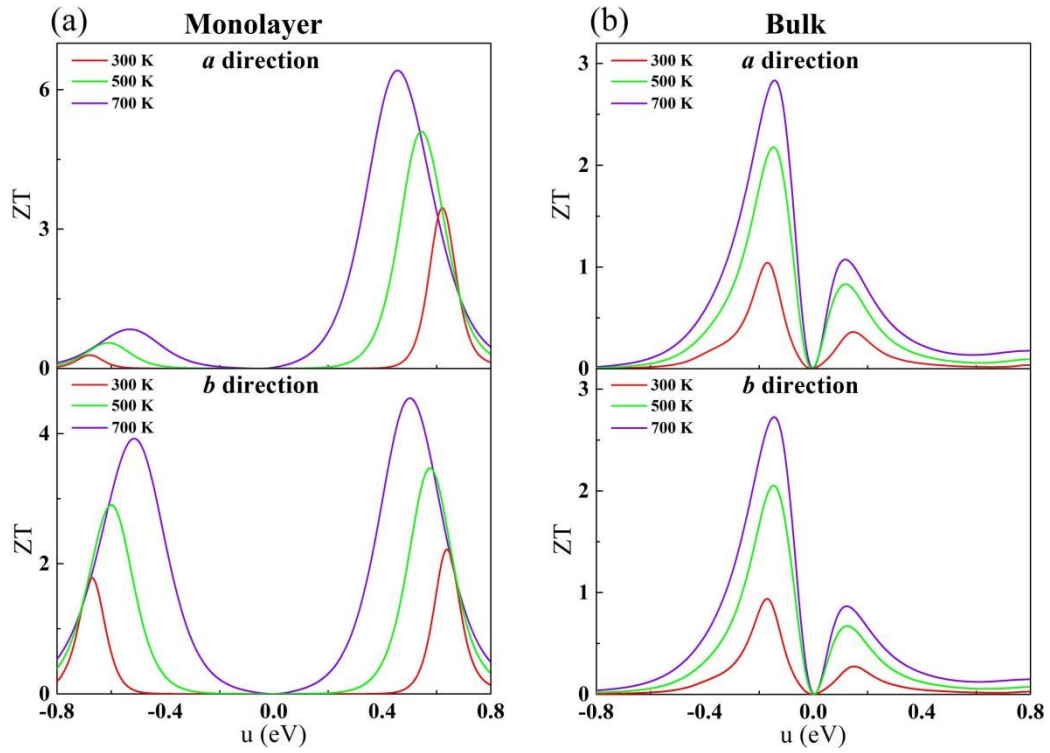 (a)
Monolayer
a direction
300 K
500 K
700 K
6
3
0
ZT
b direction
300 K
500 K
700 K
4
2
0
ZT
-0.8
-0.4
0.0
0.4
0.8
u (eV)
(b)
Bulk
a direction
300 K
500 K
700 K
3
2
1
0
ZT
b direction
300 K
500 K
700 K
3
2
1
0
ZT
-0.8
-0.4
0.0
0.4
0.8
u (eV)